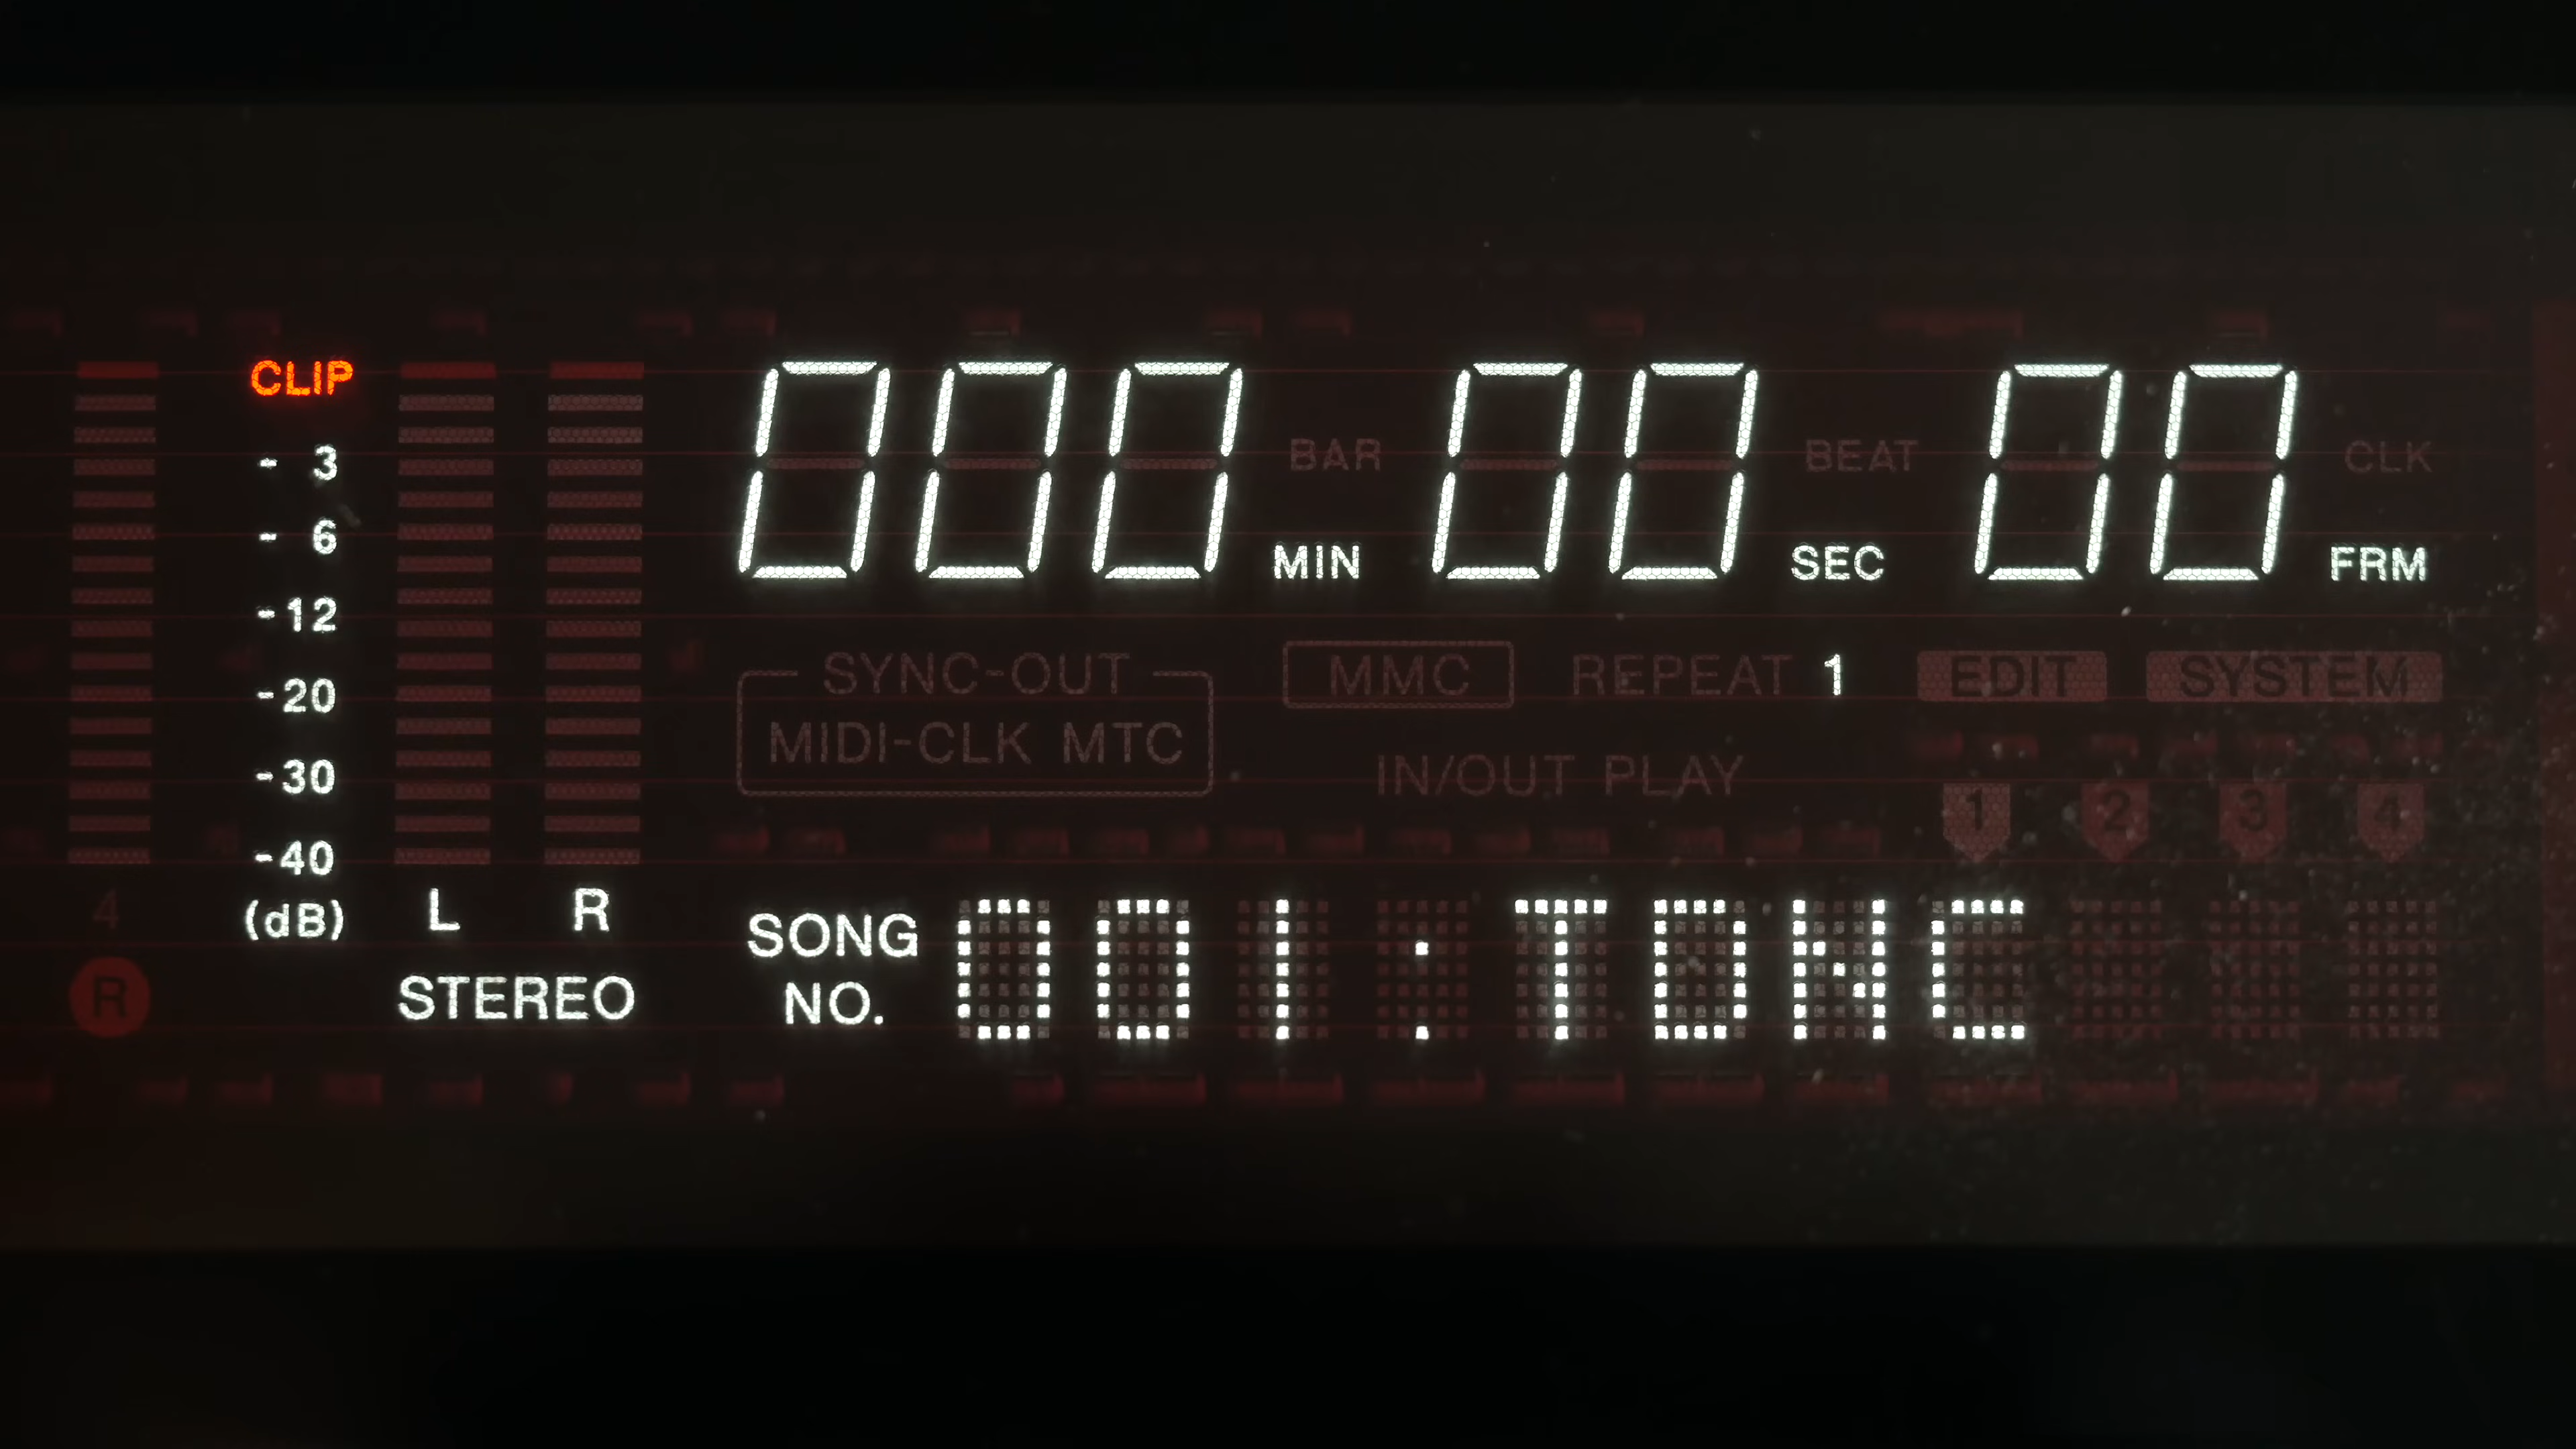 CLIP
- 3
- 6
-12
-20
-30
-40
(dB)
L R
STEREO
4
R
000 MIN 00 SEC 00 FRM
BAR BEAT CLK
SYNC-OUT
MIDI-CLK MTC
MMC REPEAT 1 EDIT SYSTEM
IN/OUT PLAY
1 2 3 4
SONG NO. 001:TDNC